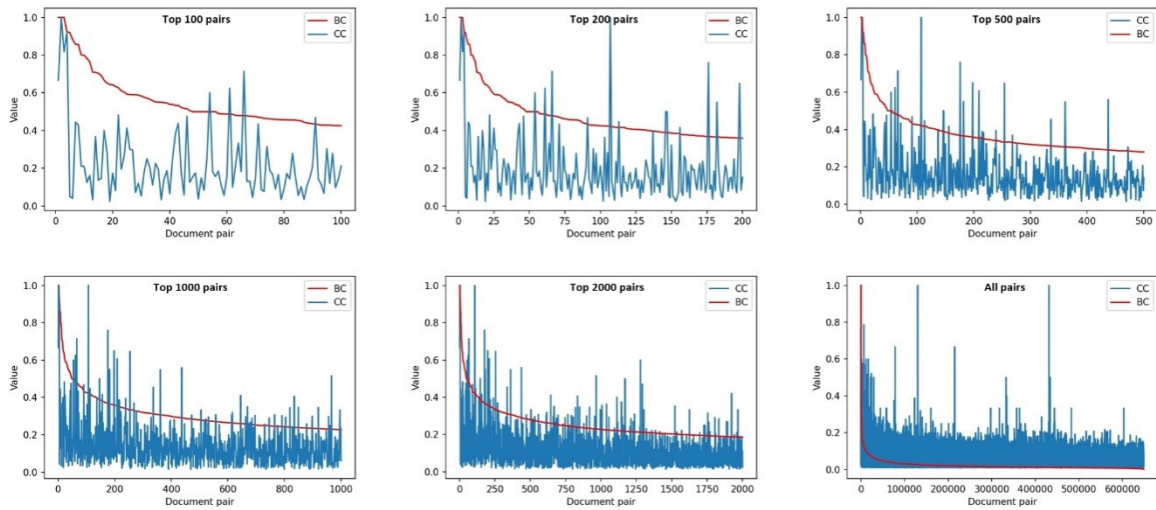 Top 100 pairs
BC
CC
1.0
0.8
0.6
0.4
0.2
0.0
Value
0 20 40 60 80 100
Document pair
Top 200 pairs
BC
CC
1.0
0.8
0.6
0.4
0.2
0.0
Value
0 25 50 75 100 125 150 175 200
Document pair
Top 500 pairs
CC
BC
1.0
0.8
0.6
0.4
0.2
0.0
Value
0 100 200 300 400 500
Document pair
Top 1000 pairs
BC
CC
1.0
0.8
0.6
0.4
0.2
0.0
Value
0 200 400 600 800 1000
Document pair
Top 2000 pairs
CC
BC
1.0
0.8
0.6
0.4
0.2
0.0
Value
0 250 500 750 1000 1250 1500 1750 2000
Document pair
All pairs
CC
BC
1.0
0.8
0.6
0.4
0.2
0.0
Value
0 100000 200000 300000 400000 500000 600000
Document pair